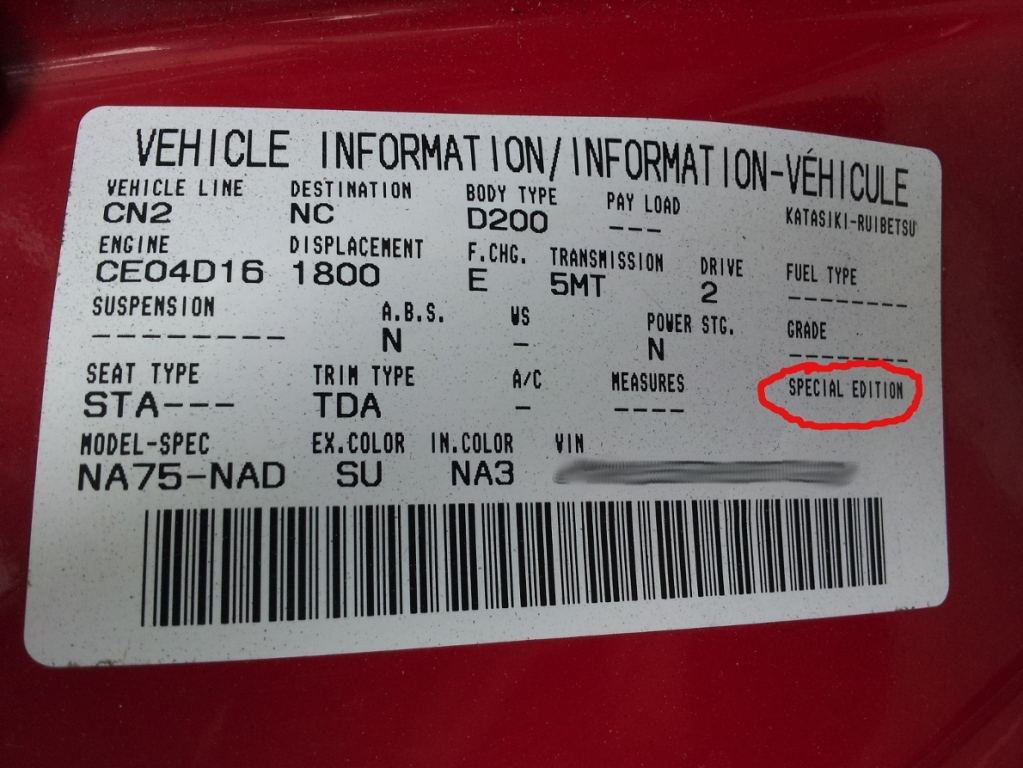 VEHICLE INFORMATION/INFORMATION-VÉHICULE
VEHICLE LINE DESTINATION BODY TYPE PAY LOAD KATASIKI-RUIBETSU
CN2 NC D200 ---
ENGINE DISPLACEMENT F.CHG. TRANSMISSION DRIVE FUEL TYPE
CE04D16 1800 E 5MT 2 ---------
SUSPENSION A.B.S. WS POWER STG. GRADE
--------- N - N ---------
SEAT TYPE TRIM TYPE A/C MEASURES SPECIAL EDITION
STA--- TDA - ----
MODEL-SPEC EX.COLOR IN.COLOR VIN
NA75-NAD SU NA3